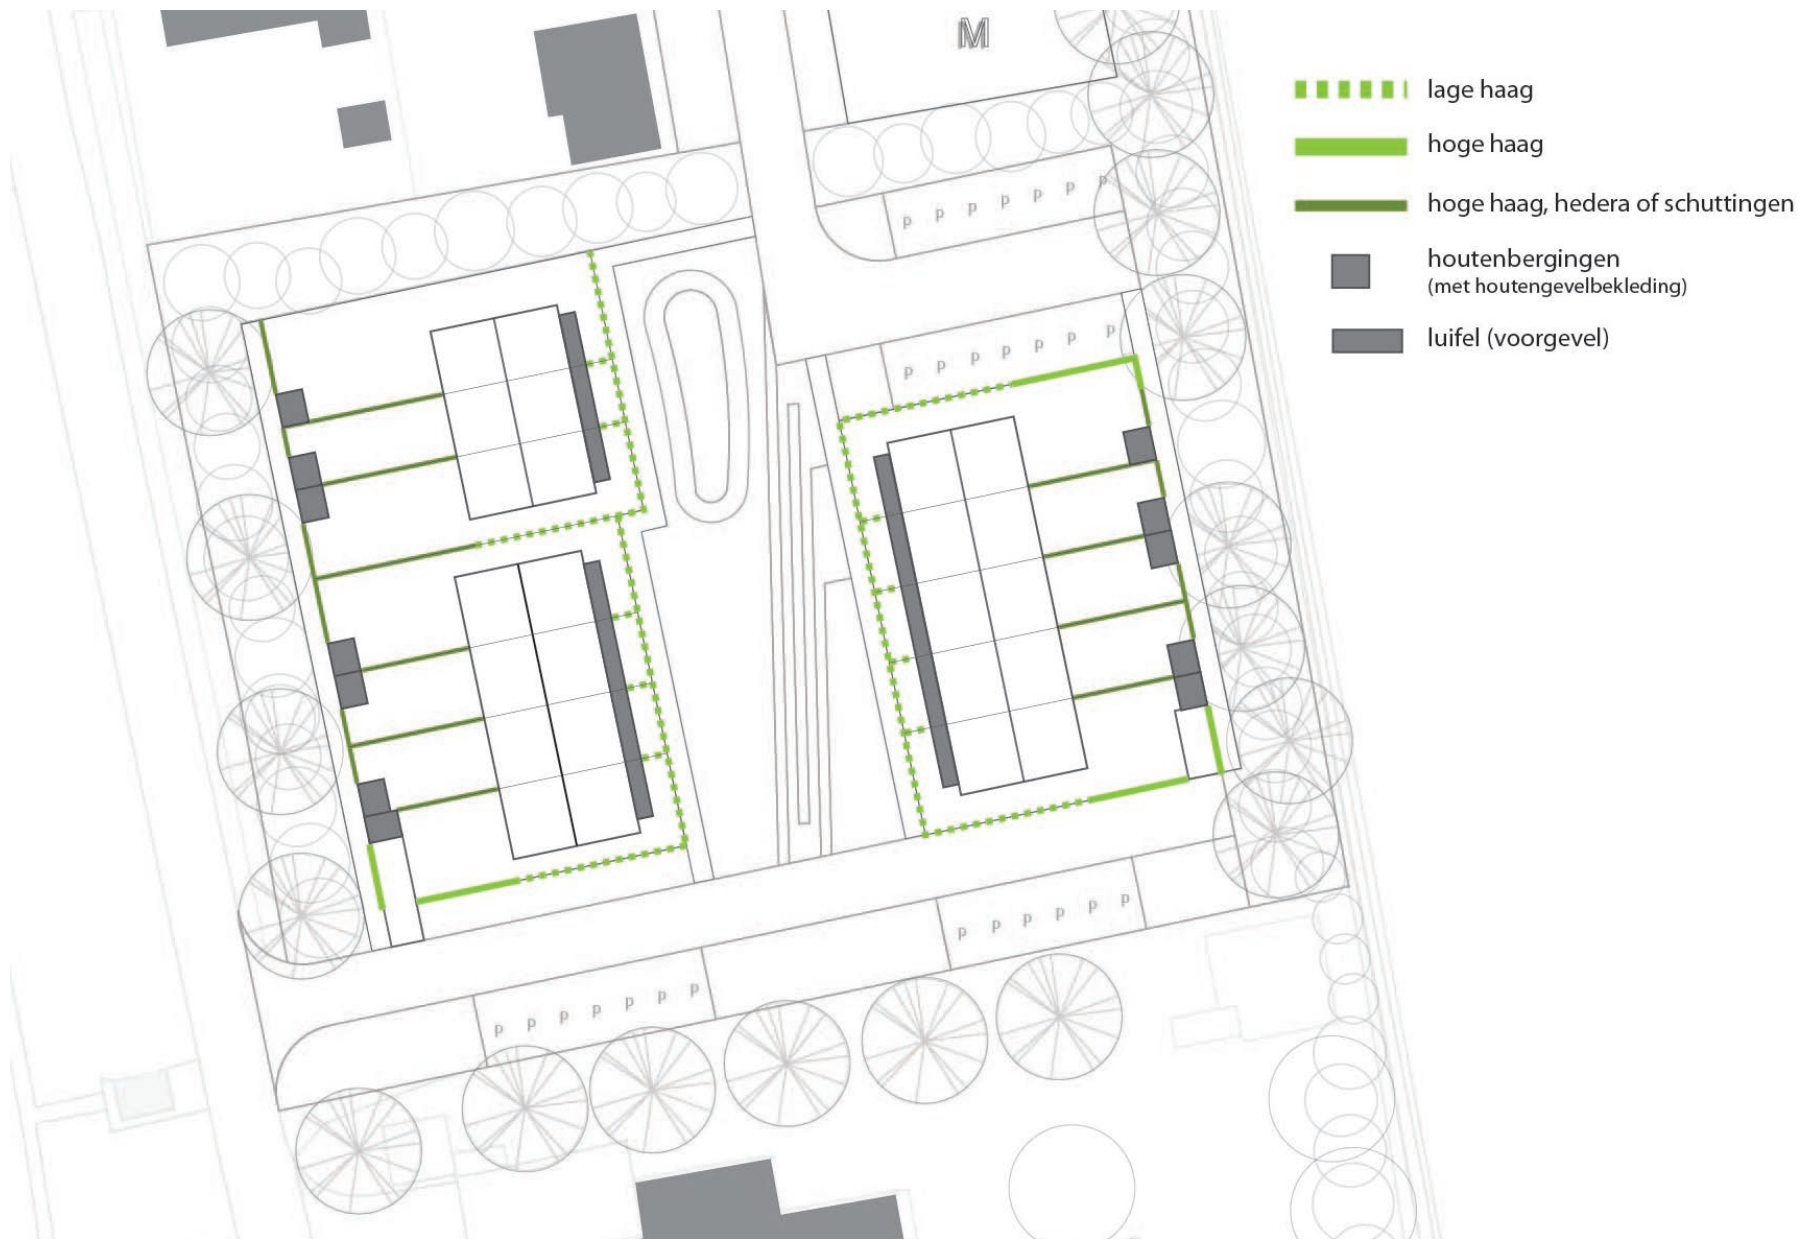 M
lage haag
hoge haag
hoge haag, hedera of schuttingen
houtenbergingen
(met houtengevelbekleding)
luifel (voorgevel)
P P P P P P P
P P P P P P P
P P P P P P
P P P P P P P